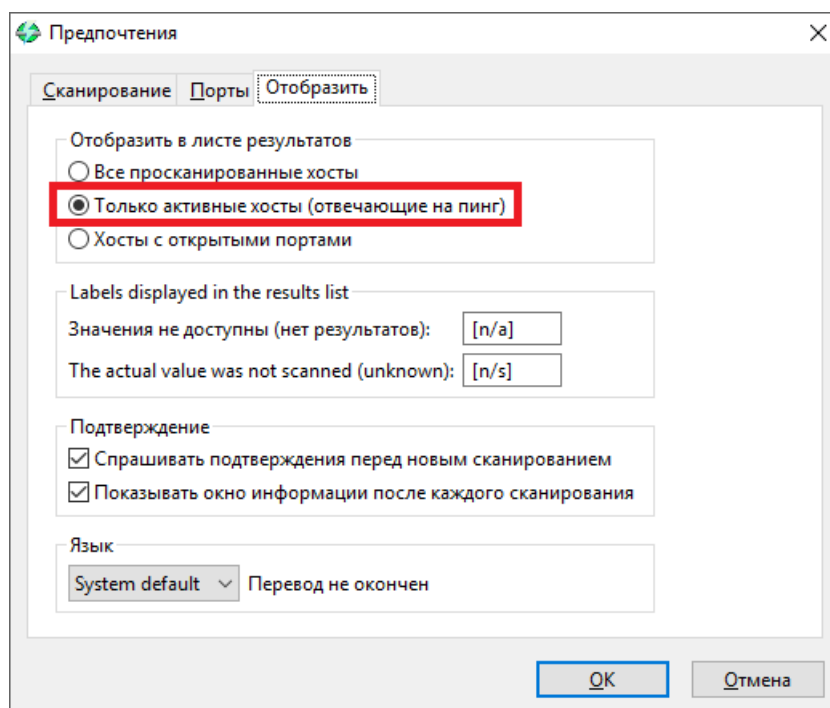 Предпочтения
Сканирование Порты Отобразить
Отобразить в листе результатов
Все просканированные хосты
Только активные хосты (отвечающие на пинг)
Хосты с открытыми портами
Labels displayed in the results list
Значения не доступны (нет результатов): [n/a]
The actual value was not scanned (unknown): [n/s]
Подтверждение
Спрашивать подтверждения перед новым сканированием
Показывать окно информации после каждого сканирования
Язык
System default Перевод не окончен
OK Отмена